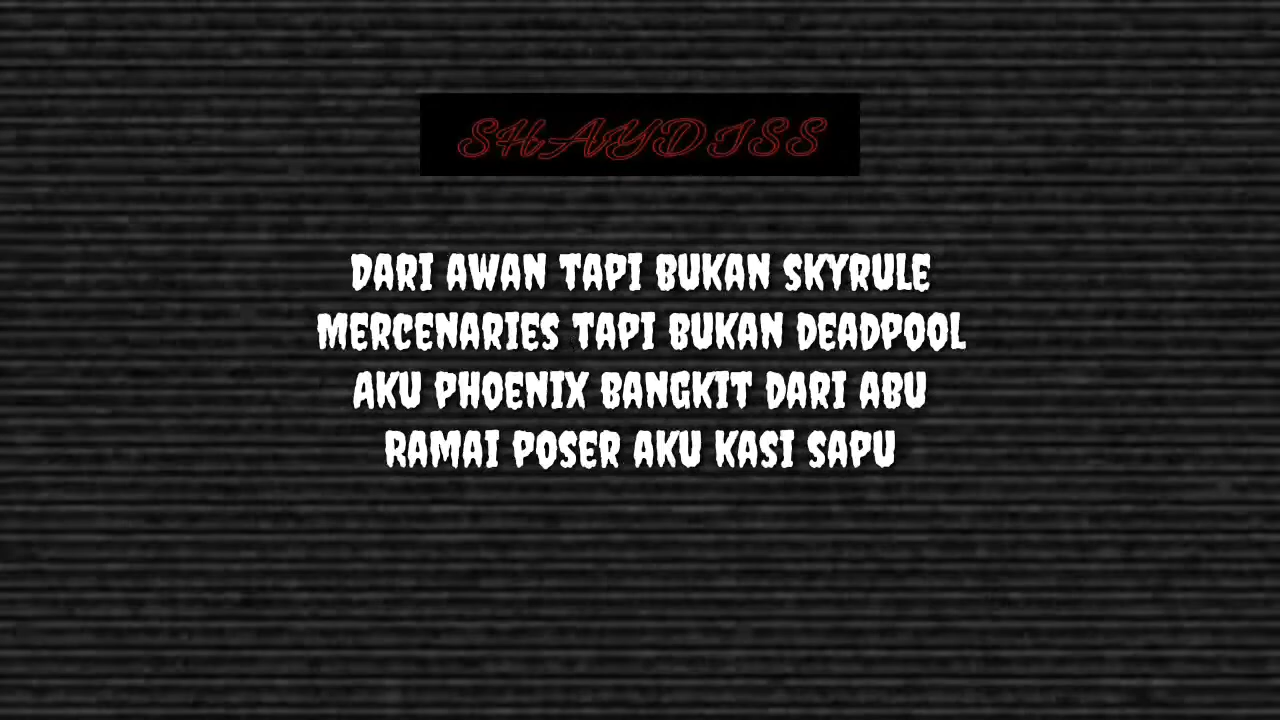 SHAYDISS
DARI AWAN TAPI BUKAN SKYRULE
MERCENARIES TAPI BUKAN DEADPOOL
AKU PHOENIX BANGKIT DARI ABU
RAMAI POSER AKU KASI SAPU